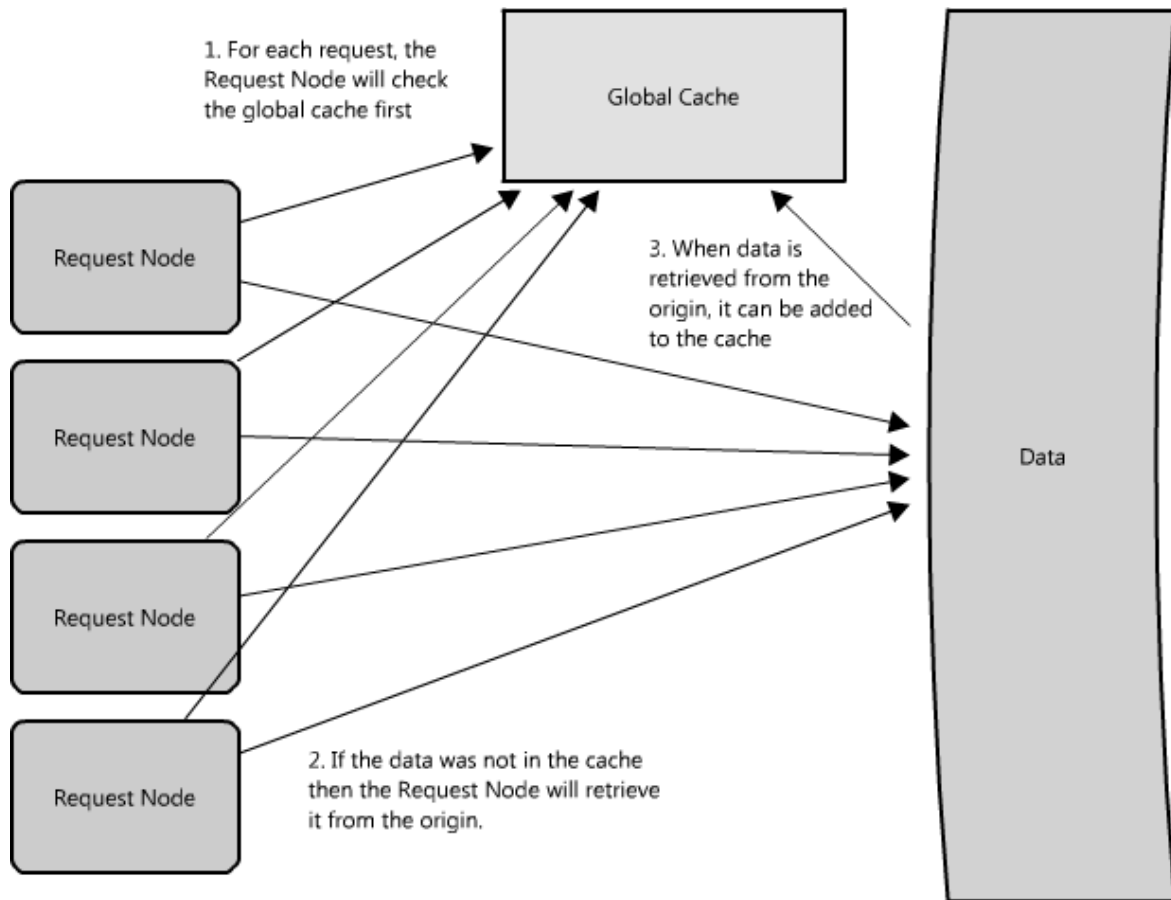 1. For each request, the
Request Node will check
the global cache first
Global Cache
Request Node
3. When data is
retrieved from the
origin, it can be added
to the cache
Request Node
Data
Request Node
2. If the data was not in the cache
then the Request Node will retrieve
it from the origin.
Request Node